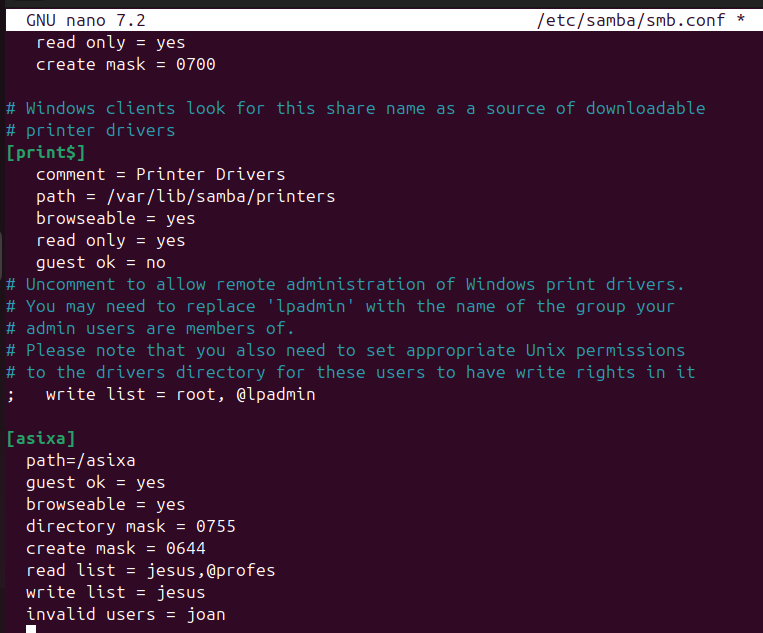 GNU nano 7.2 /etc/samba/smb.conf *
read only = yes
create mask = 0700
# Windows clients look for this share name as a source of downloadable
# printer drivers
[print$]
comment = Printer Drivers
path = /var/lib/samba/printers
browseable = yes
read only = yes
guest ok = no
# Uncomment to allow remote administration of Windows print drivers.
# You may need to replace 'lpadmin' with the name of the group your
# admin users are members of.
# Please note that you also need to set appropriate Unix permissions
# to the drivers directory for these users to have write rights in it
;   write list = root, @lpadmin
[asixa]
path=/asixa
guest ok = yes
browseable = yes
directory mask = 0755
create mask = 0644
read list = jesus,@profes
write list = jesus
invalid users = joan